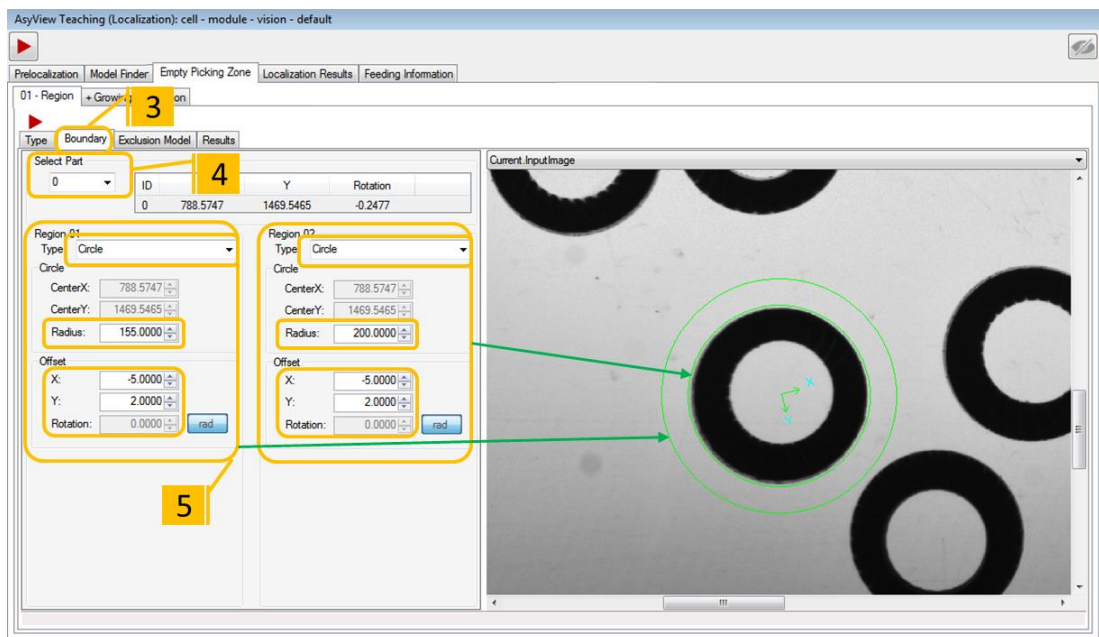 AsyView Teaching (Localization): cell - module - vision - default
Prelocalization Model Finder Empty Picking Zone Localization Results Feeding Information
01 - Region + Growing on
3
Type Boundary Exclusion Model Results
Select Part
4
Current.InputImage
0
ID Y Rotation
0 788.5747 1469.5465 -0.2477
Region 01 Region 02
Type Circle Type Circle
Circle Circle
CenterX: 788.5747 CenterX: 788.5747
CenterY: 1469.5465 CenterY: 1469.5465
Radius: 155.0000 Radius: 200.0000
Offset Offset
X: -5.0000 X: -5.0000
Y: 2.0000 Y: 2.0000
Rotation: 0.0000 rad Rotation: 0.0000 rad
X
Y
5